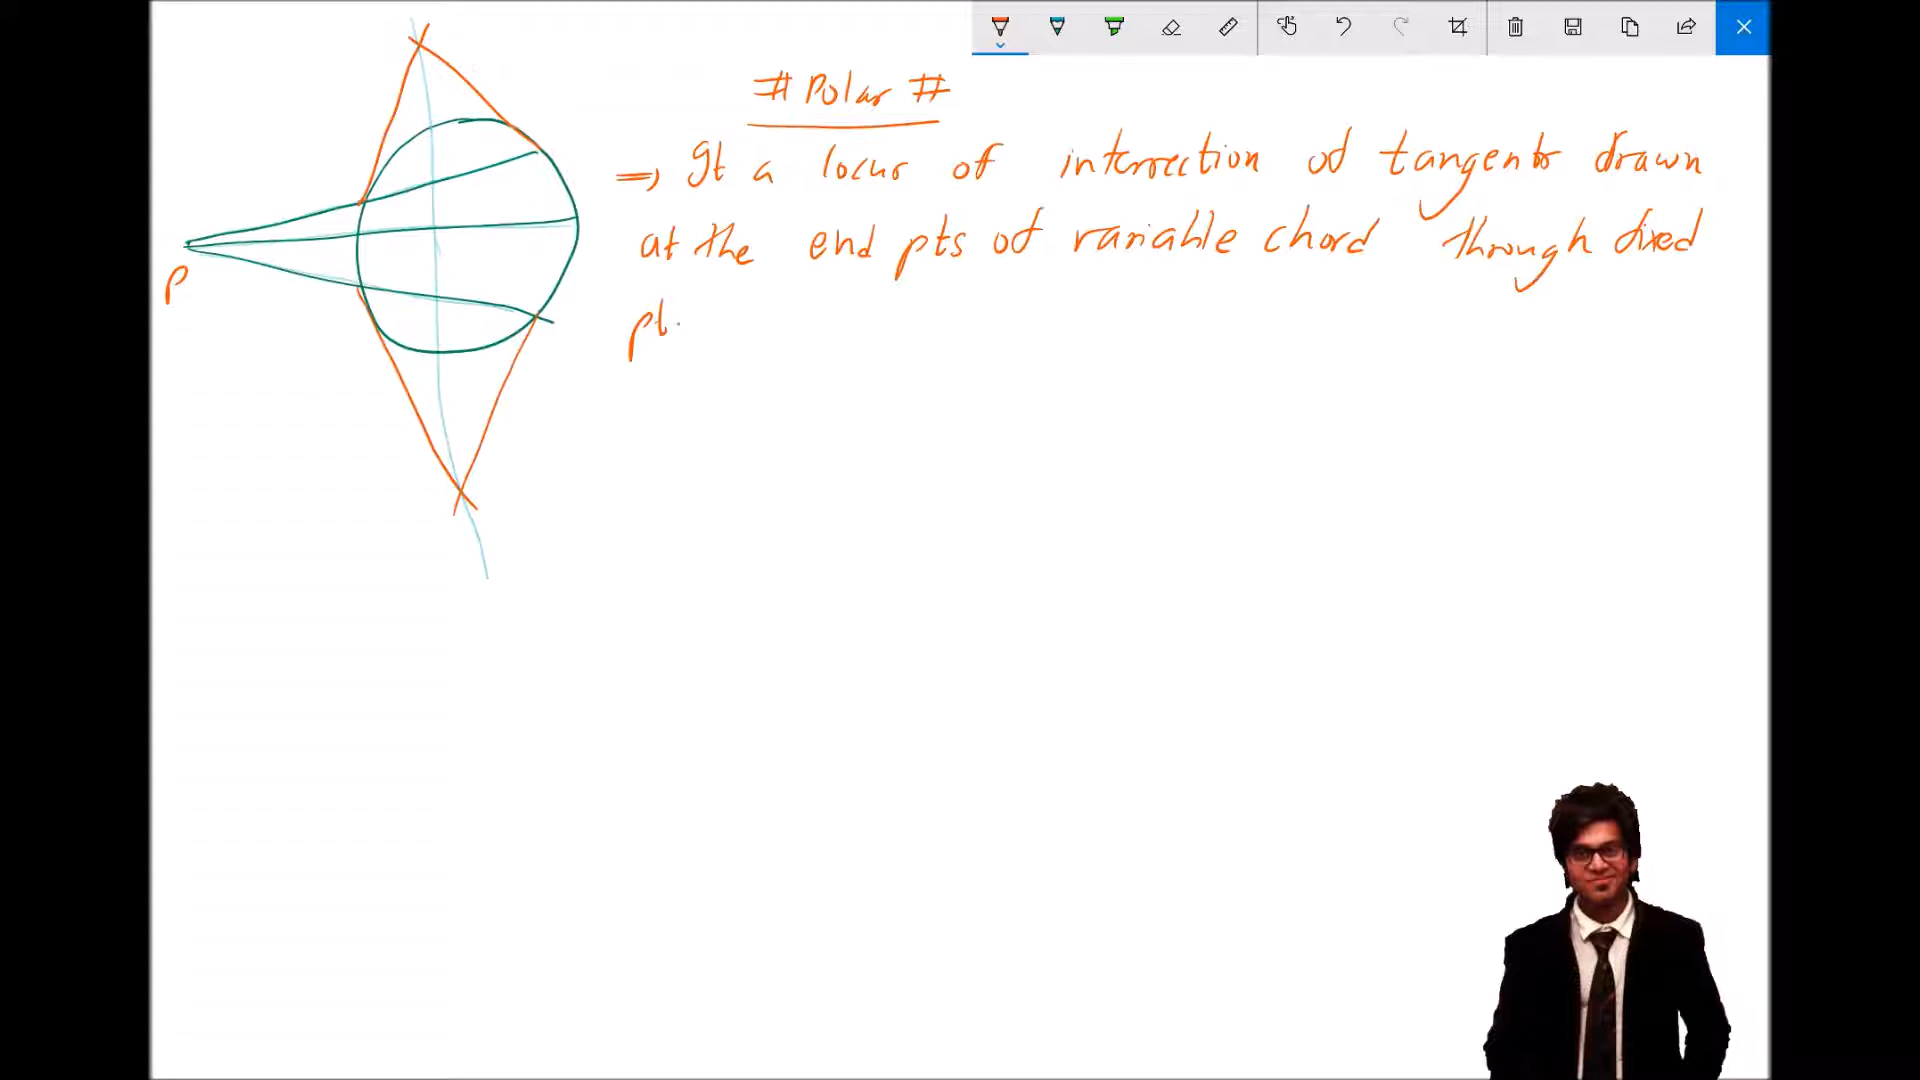 # Polar #
⇒ It a locus of intersection of tangents drawn
at the end pts of variable chord through fixed
pt.
P